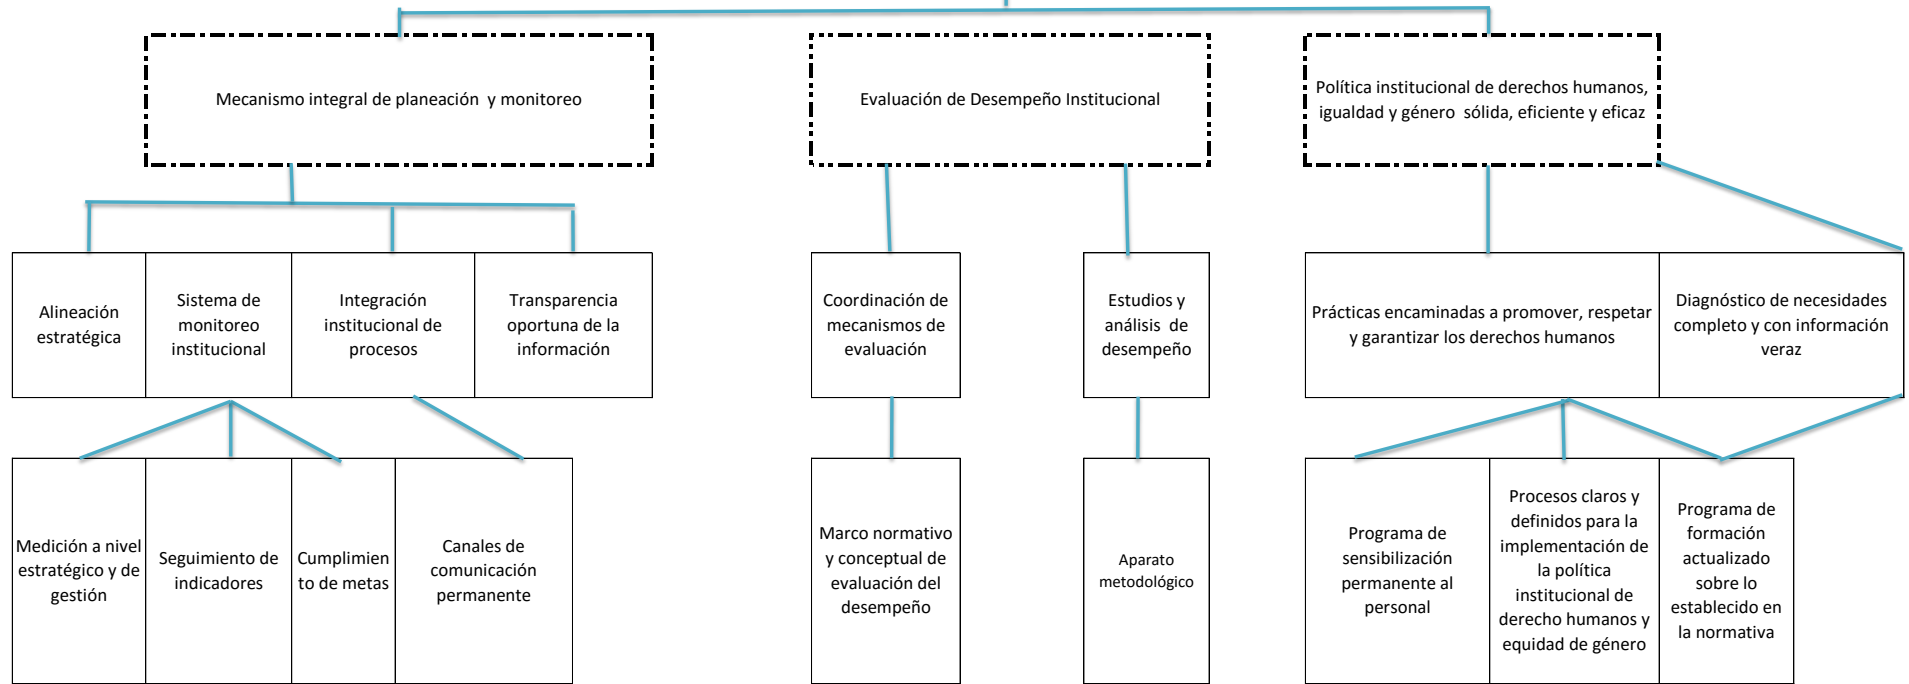 Mecanismo integral de planeación y monitoreo
Evaluación de Desempeño Institucional
Política institucional de derechos humanos,
igualdad y género sólida, eficiente y eficaz
Alineación
estratégica
Sistema de
monitoreo
institucional
Integración
institucional de
procesos
Transparencia
oportuna de la
información
Coordinación de
mecanismos de
evaluación
Estudios y
análisis de
desempeño
Prácticas encaminadas a promover, respetar
y garantizar los derechos humanos
Diagnóstico de necesidades
completo y con información
veraz
Medición a nivel
estratégico y de
gestión
Seguimiento de
indicadores
Cumplimien
to de metas
Canales de
comunicación
permanente
Marco normativo
y conceptual de
evaluación del
desempeño
Aparato
metodológico
Programa de
sensibilización
permanente al
personal
Procesos claros y
definidos para la
implementación de
la política
institucional de
derecho humanos y
equidad de género
Programa de
formación
actualizado
sobre lo
establecido en
la normativa